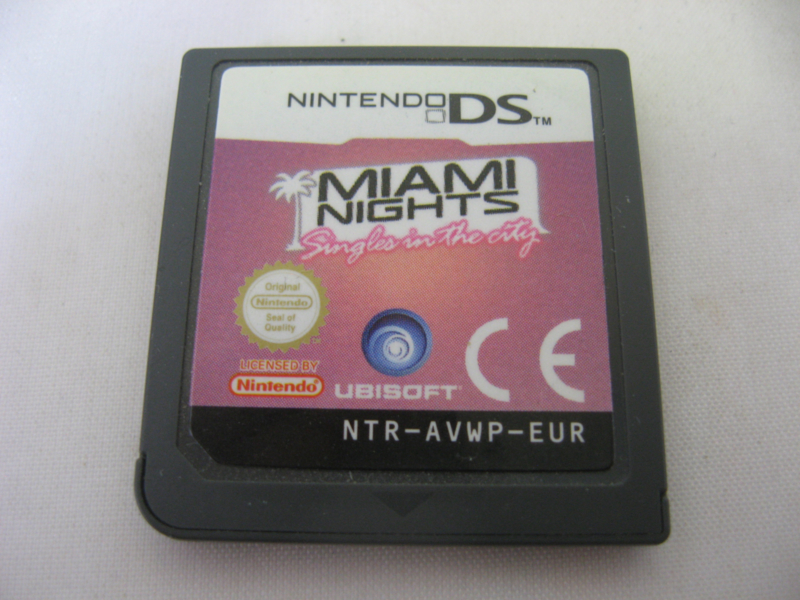 NINTENDO DS™
MIAMI
NIGHTS
Singles in the city
Original
Nintendo
Seal of
Quality
LICENSED BY
Nintendo®
UBISOFT
CE
NTR-AVWP-EUR